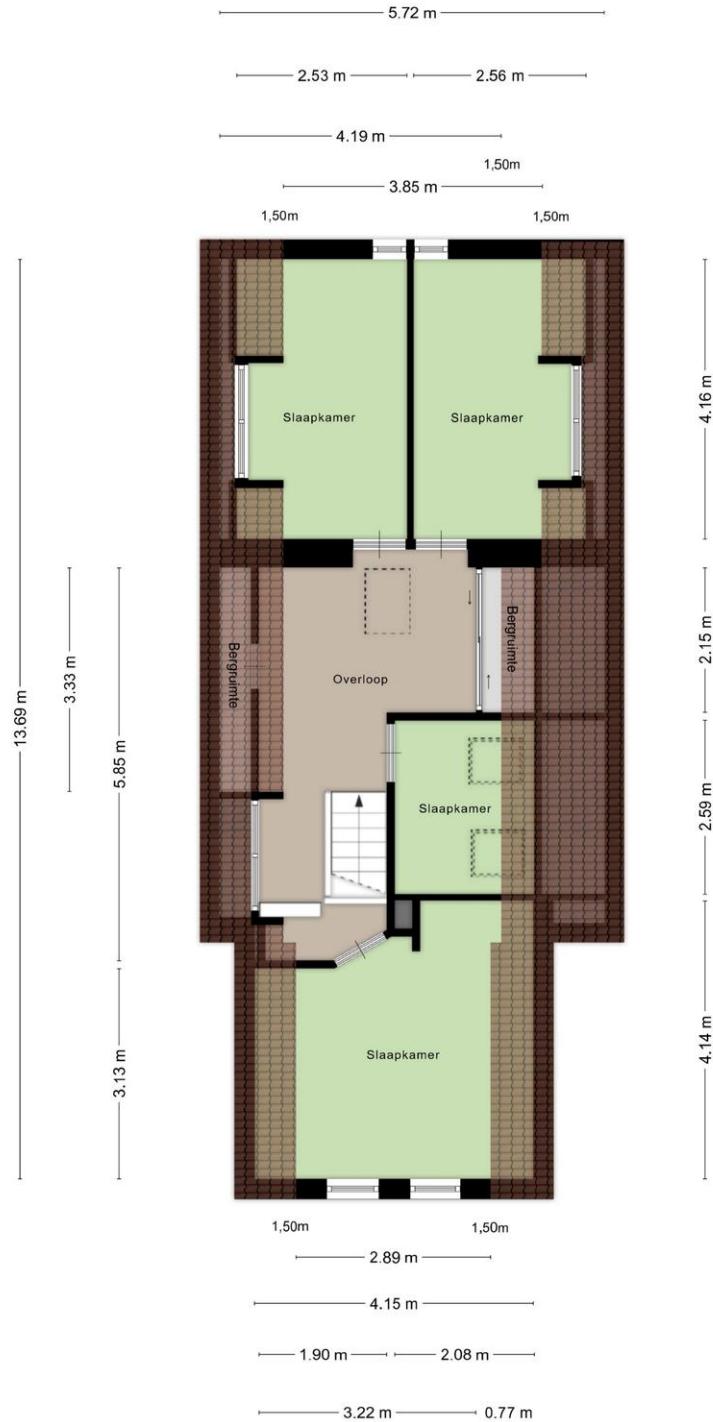 5.72 m
2.53 m
2.56 m
4.19 m
1,50m
3.85 m
1,50m
1,50m
Slaapkamer
Slaapkamer
4.16 m
13.69 m
3.33 m
5.85 m
Bergruimte
Overloop
Bergruimte
2.15 m
Slaapkamer
2.59 m
3.13 m
Slaapkamer
4.14 m
1,50m
1,50m
2.89 m
4.15 m
1.90 m
2.08 m
3.22 m
0.77 m